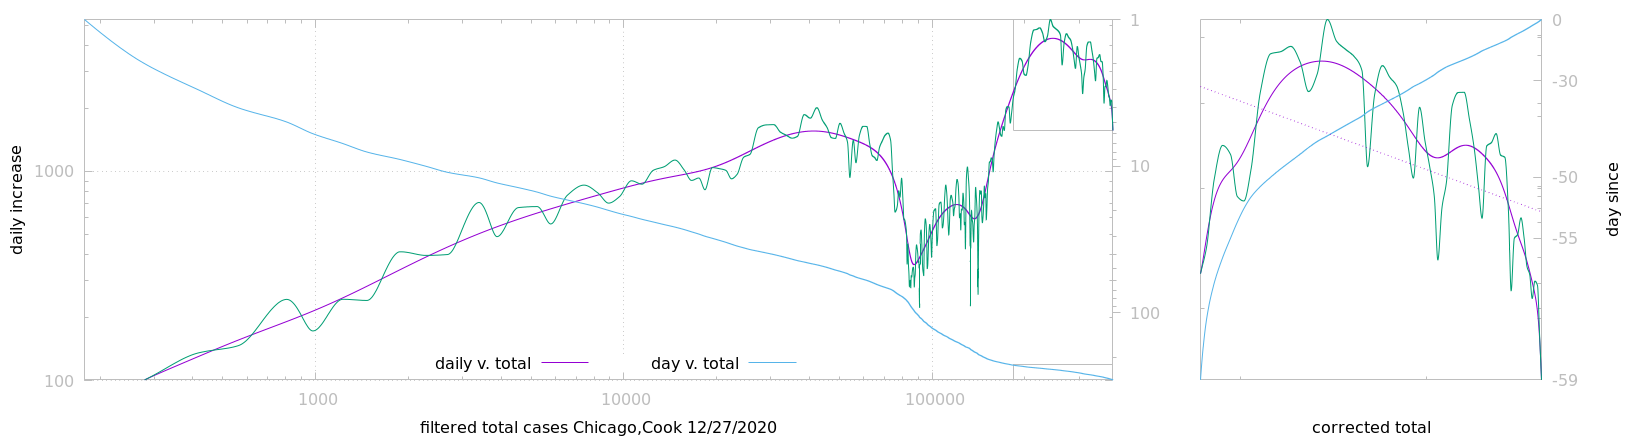 1
0
-30
1000
10
-50
daily increase
day since
-55
100
daily v. total
day v. total
100
-59
1000
10000
100000
filtered total cases Chicago,Cook 12/27/2020
corrected total